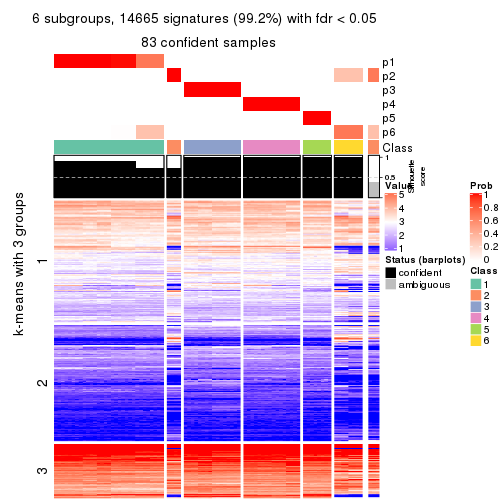 6 subgroups, 14665 signatures (99.2%) with fdr < 0.05
83 confident samples
p1
p2
p3
p4
p5
p6
Class
1
0.5
Silhouette
score
k-means with 3 groups
1
2
3
Value
5
4
3
2
1
Status (barplots)
confident
ambiguous
Prob
1
0.8
0.6
0.4
0.2
0
Class
1
2
3
4
5
6